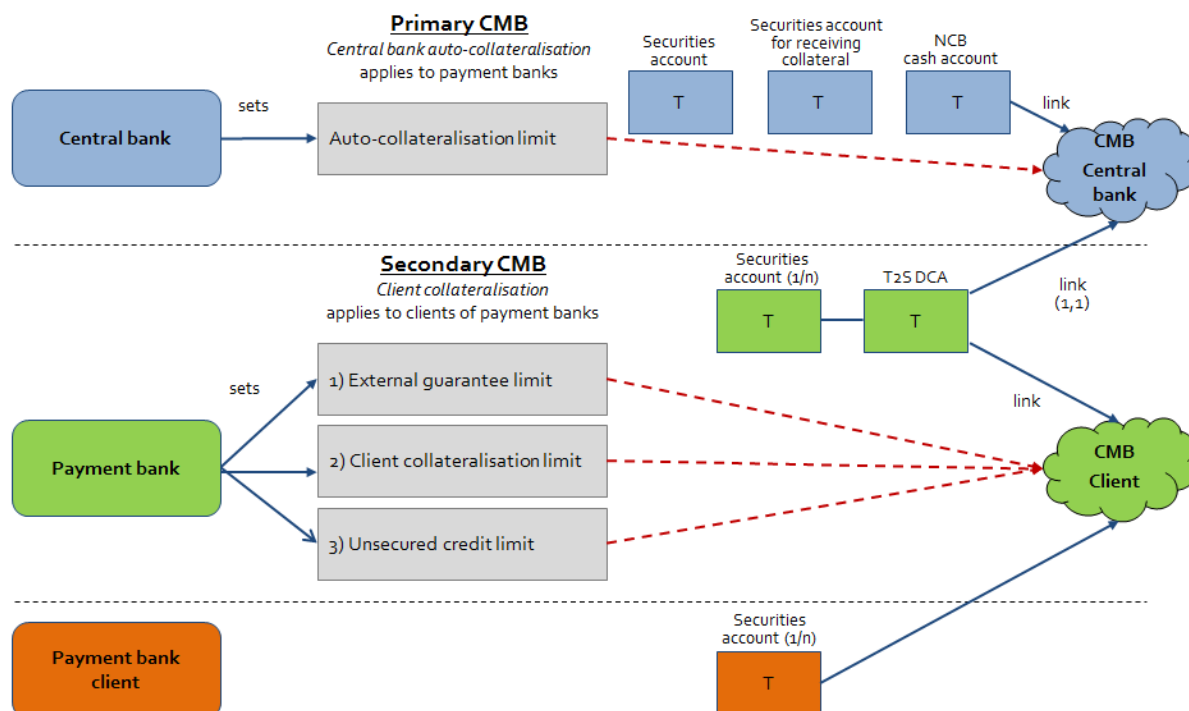 Primary CMB
Central bank auto-collateralisation
applies to payment banks
Securities
account
Securities account
for receiving
collateral
NCB
cash account
T
T
T
link
Central bank
sets
Auto-collateralisation limit
CMB
Central
bank
Secondary CMB
Client collateralisation
applies to clients of payment banks
Securities
account (1/n)
T2S DCA
T
T
link
(1,1)
sets
1) External guarantee limit
link
Payment bank
2) Client collateralisation limit
CMB
Client
3) Unsecured credit limit
Payment bank
client
Securities
account (1/n)
T